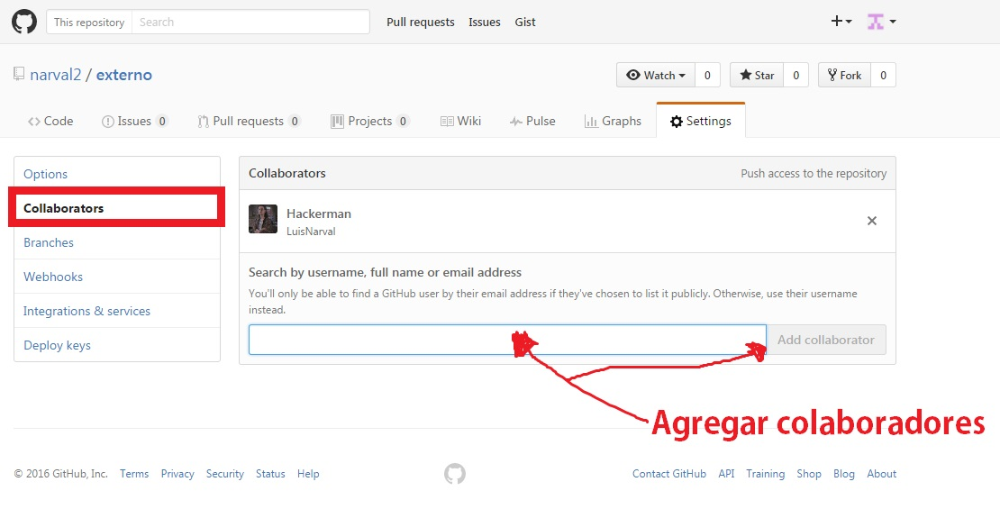 This repository Search Pull requests Issues Gist
narval2 / externo Watch 0 Star 0 Fork 0
Code Issues 0 Pull requests 0 Projects 0 Wiki Pulse Graphs Settings
Options
Collaborators
Branches
Webhooks
Integrations & services
Deploy keys
Collaborators Push access to the repository
Hackerman
LuisNarval
Search by username, full name or email address
You'll only be able to find a GitHub user by their email address if they've chosen to list it publicly. Otherwise, use their username
instead.
Add collaborator
Agregar colaboradores
© 2016 GitHub, Inc. Terms Privacy Security Status Help Contact GitHub API Training Shop Blog About